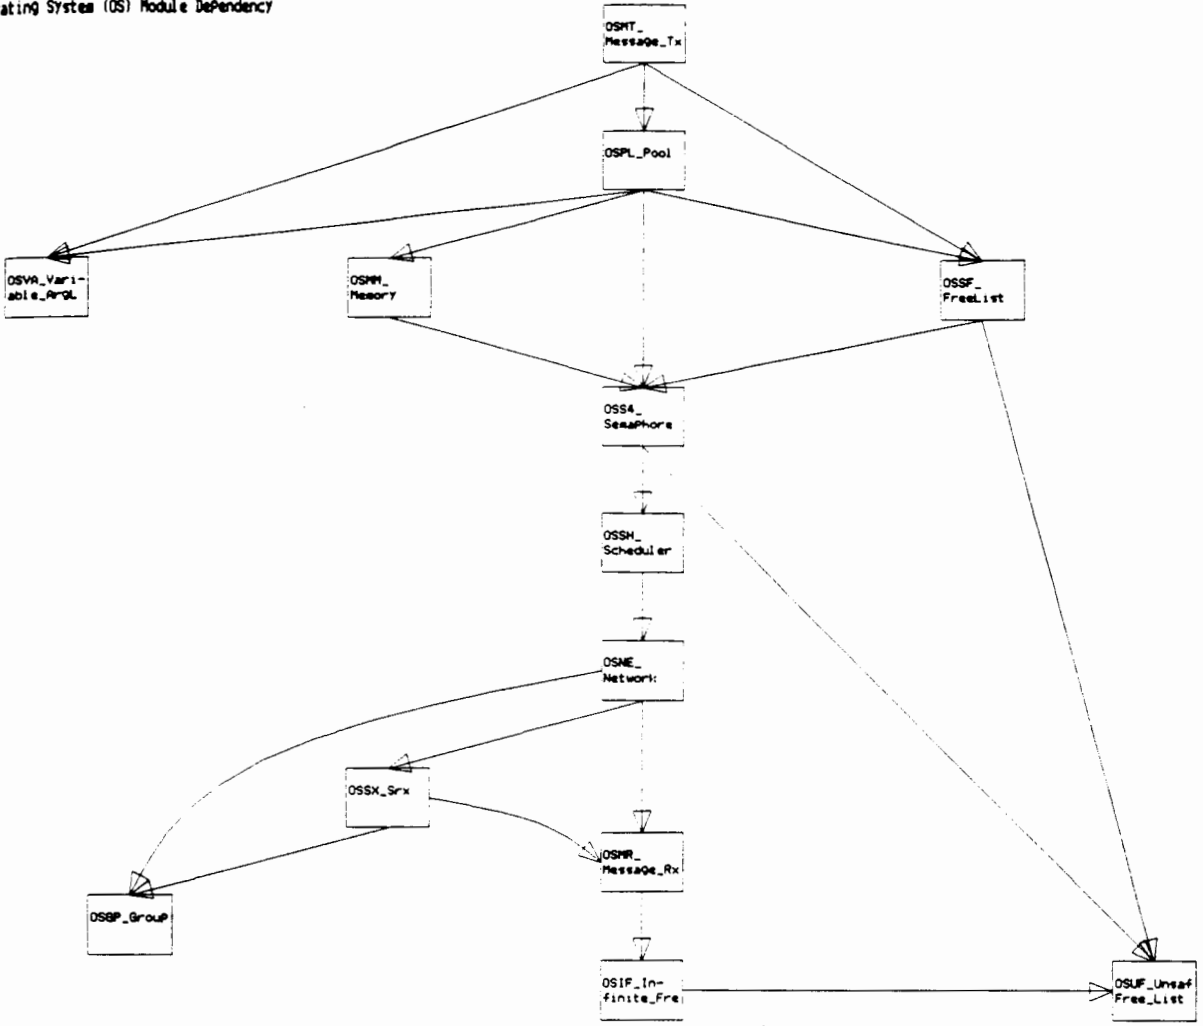 ating System (OS) Module Dependency
OSMT_
Message_Tx
OSPL_Pool
OSVA_Vari-
able_ArgL
OSMM_
Memory
OSSF_
FreeList
OSS4_
Semaphore
OSSH_
Scheduler
OSNE_
Network
OSSX_Srx
OSMR_
Message_Rx
OSGP_Group
OSIF_In-
finite_Fre
OSUF_Unsaf
Free_List